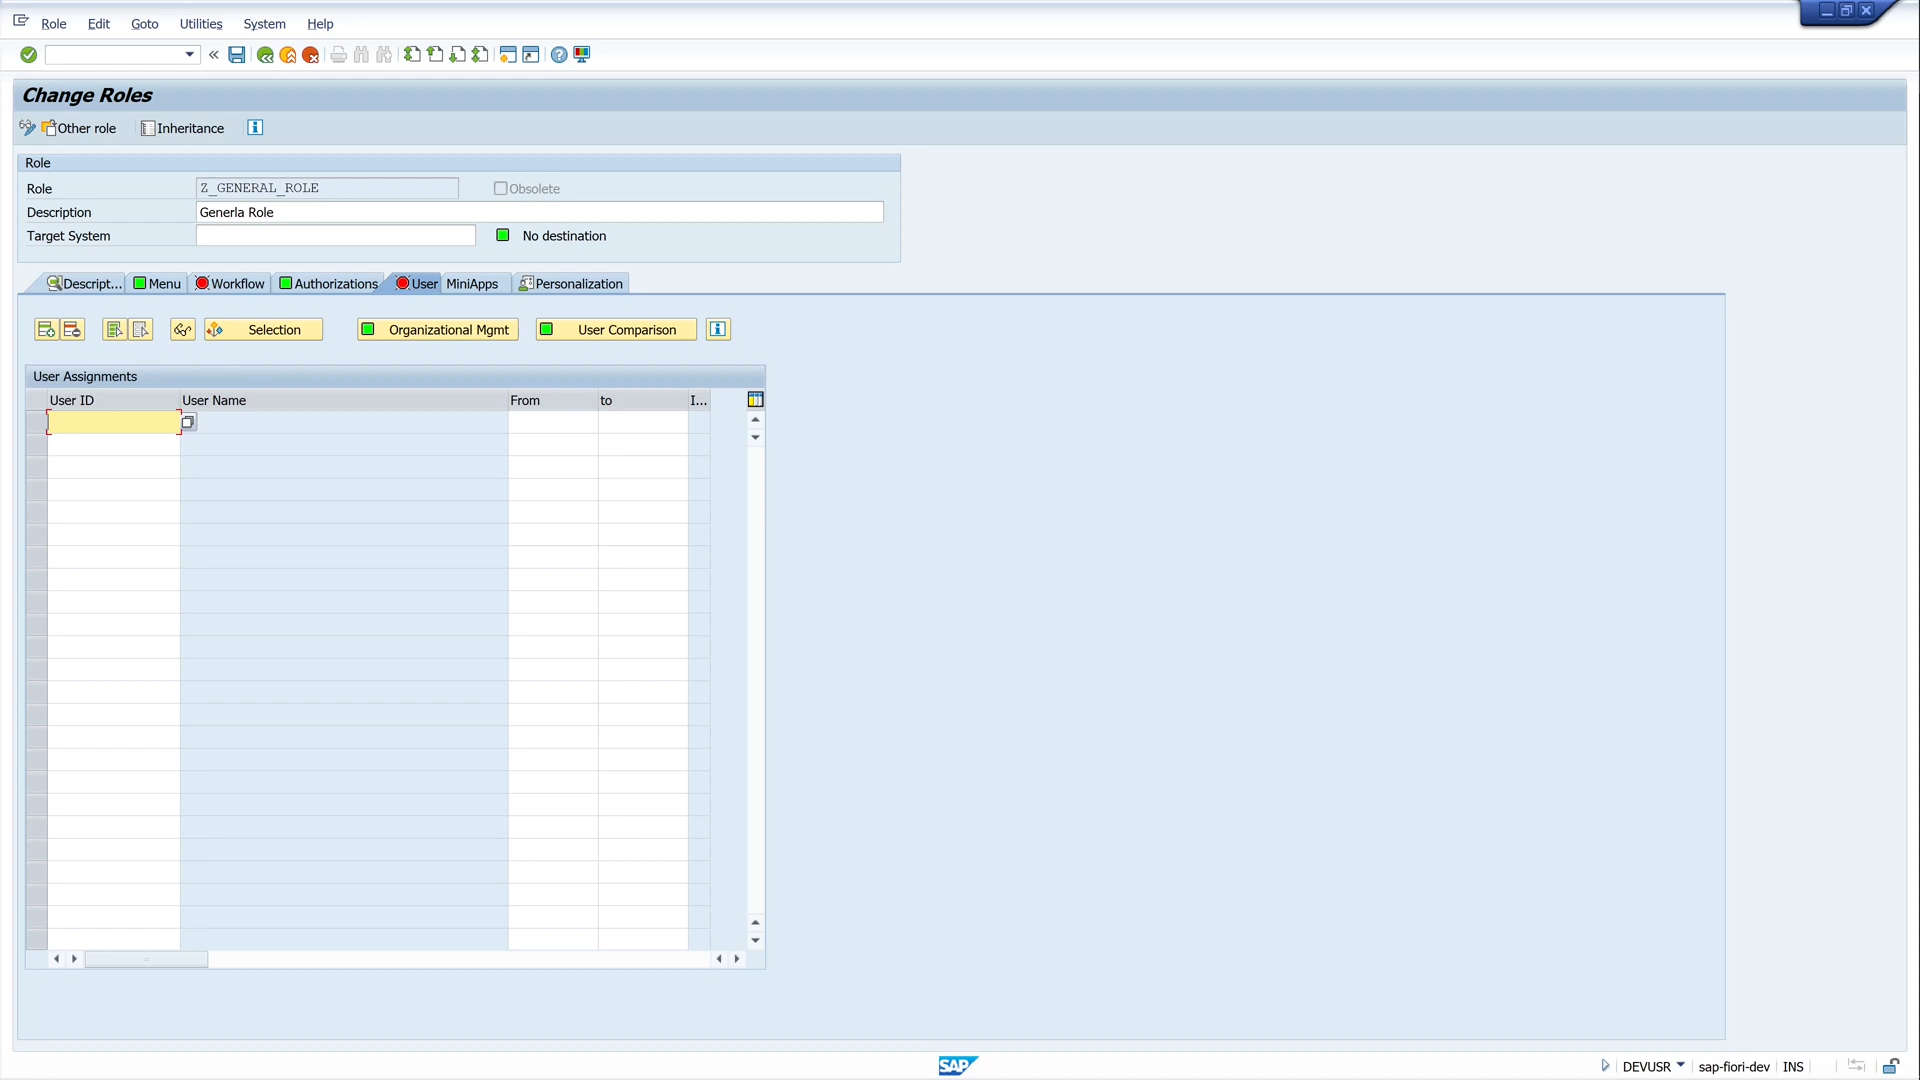 Role Edit Goto Utilities System Help
Change Roles
Other role Inheritance
Role
Role Z_GENERAL_ROLE Obsolete
Description Generla Role
Target System No destination
Descript... Menu Workflow Authorizations User MiniApps Personalization
Selection Organizational Mgmt User Comparison
User Assignments
User ID User Name From to I...
SAP DEVUSR sap-fiori-dev INS